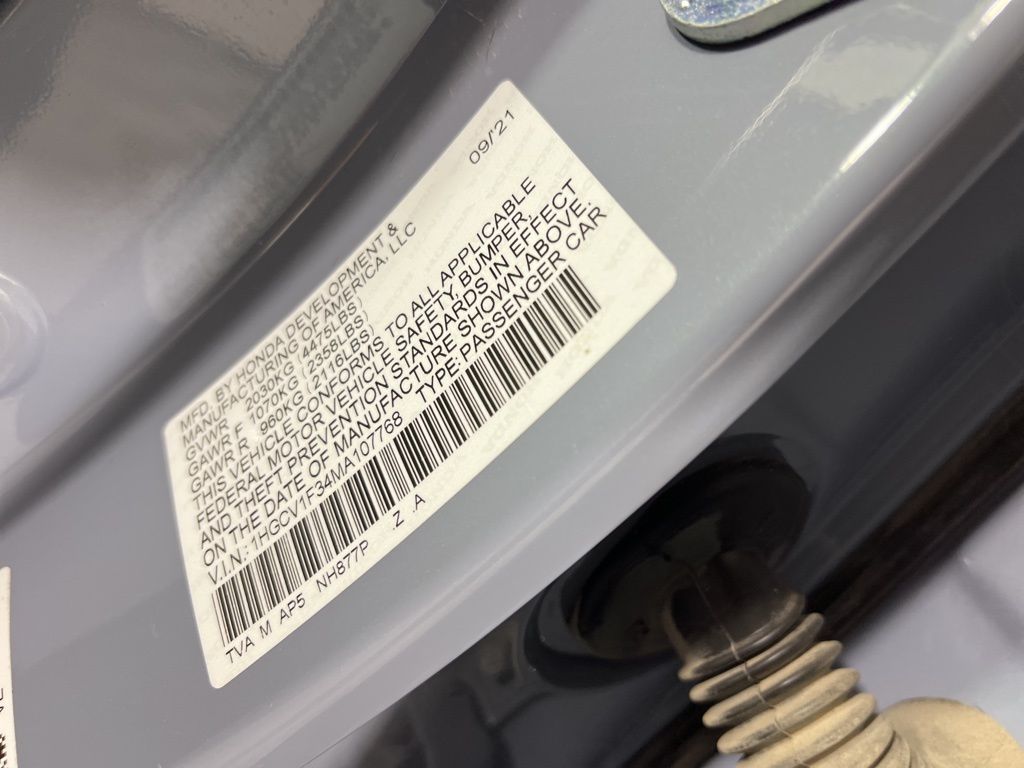 09/'21
MFD. BY HONDA DEVELOPMENT &
MANUFACTURING OF AMERICA, LLC
GVWR 2030KG (4475LBS)
GAWR F 1070KG (2358LBS)
GAWR R 960KG (2116LBS)
THIS VEHICLE CONFORMS TO ALL APPLICABLE
FEDERAL MOTOR VEHICLE SAFETY BUMPER,
AND THEFT PREVENTION STANDARDS IN EFFECT
ON THE DATE OF MANUFACTURE SHOWN ABOVE.
V.I.N.:1HGCV1F34MA107768 TYPE:PASSENGER CAR
TVA M AP5 NH877P Z .A